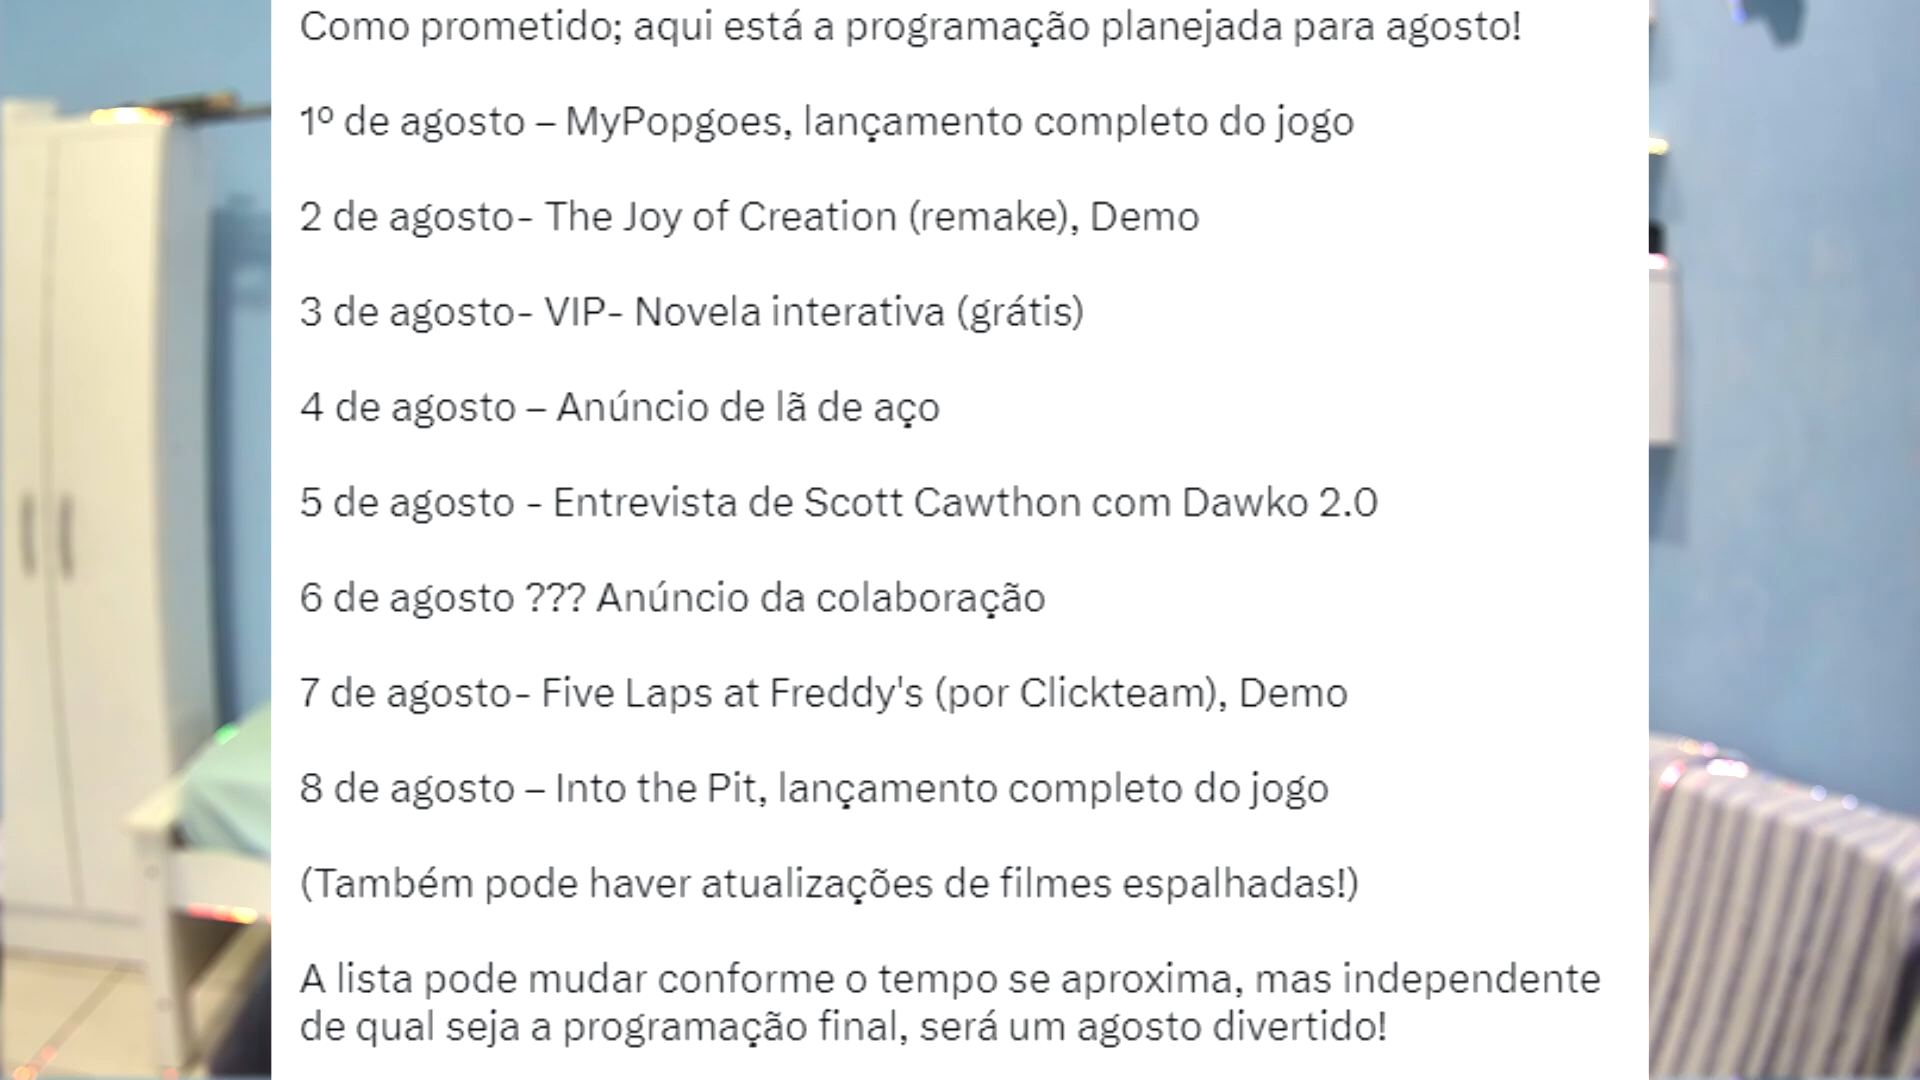 Como prometido; aqui está a programação planejada para agosto!
1º de agosto – MyPopgoes, lançamento completo do jogo
2 de agosto- The Joy of Creation (remake), Demo
3 de agosto- VIP- Novela interativa (grátis)
4 de agosto – Anúncio de lã de aço
5 de agosto - Entrevista de Scott Cawthon com Dawko 2.0
6 de agosto ??? Anúncio da colaboração
7 de agosto- Five Laps at Freddy's (por Clickteam), Demo
8 de agosto – Into the Pit, lançamento completo do jogo
(Também pode haver atualizações de filmes espalhadas!)
A lista pode mudar conforme o tempo se aproxima, mas independente
de qual seja a programação final, será um agosto divertido!